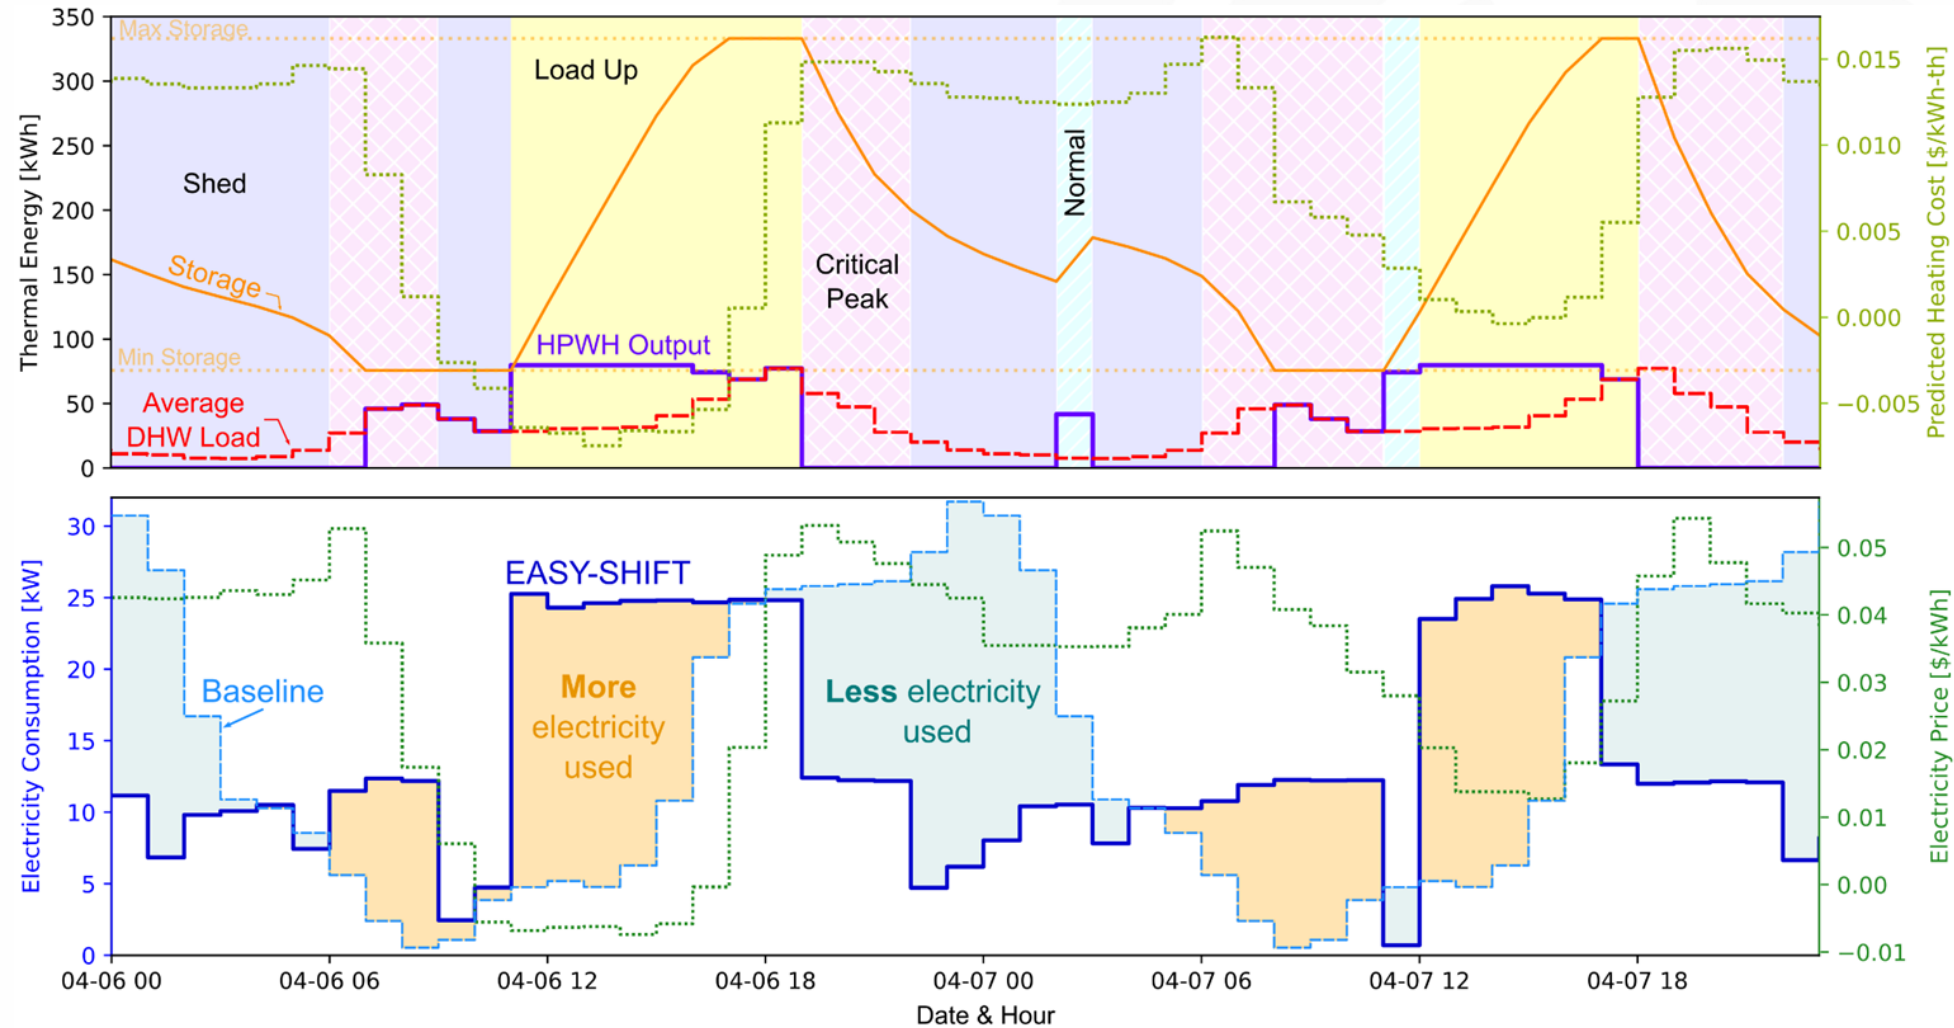 350
300
250
200
150
100
50
0
Thermal Energy [kWh]
Max Storage
Load Up
Shed
Storage
Normal
Critical
Peak
HPWH Output
Min Storage
Average
DHW Load
0.015
0.010
0.005
0.000
−0.005
Predicted Heating Cost [$/kWh-th]
30
25
20
15
10
5
0
Electricity Consumption [kW]
EASY-SHIFT
Baseline
More
electricity
used
Less electricity
used
0.05
0.04
0.03
0.02
0.01
0.00
−0.01
Electricity Price [$/kWh]
04-06 00
04-06 06
04-06 12
04-06 18
04-07 00
04-07 06
04-07 12
04-07 18
Date & Hour